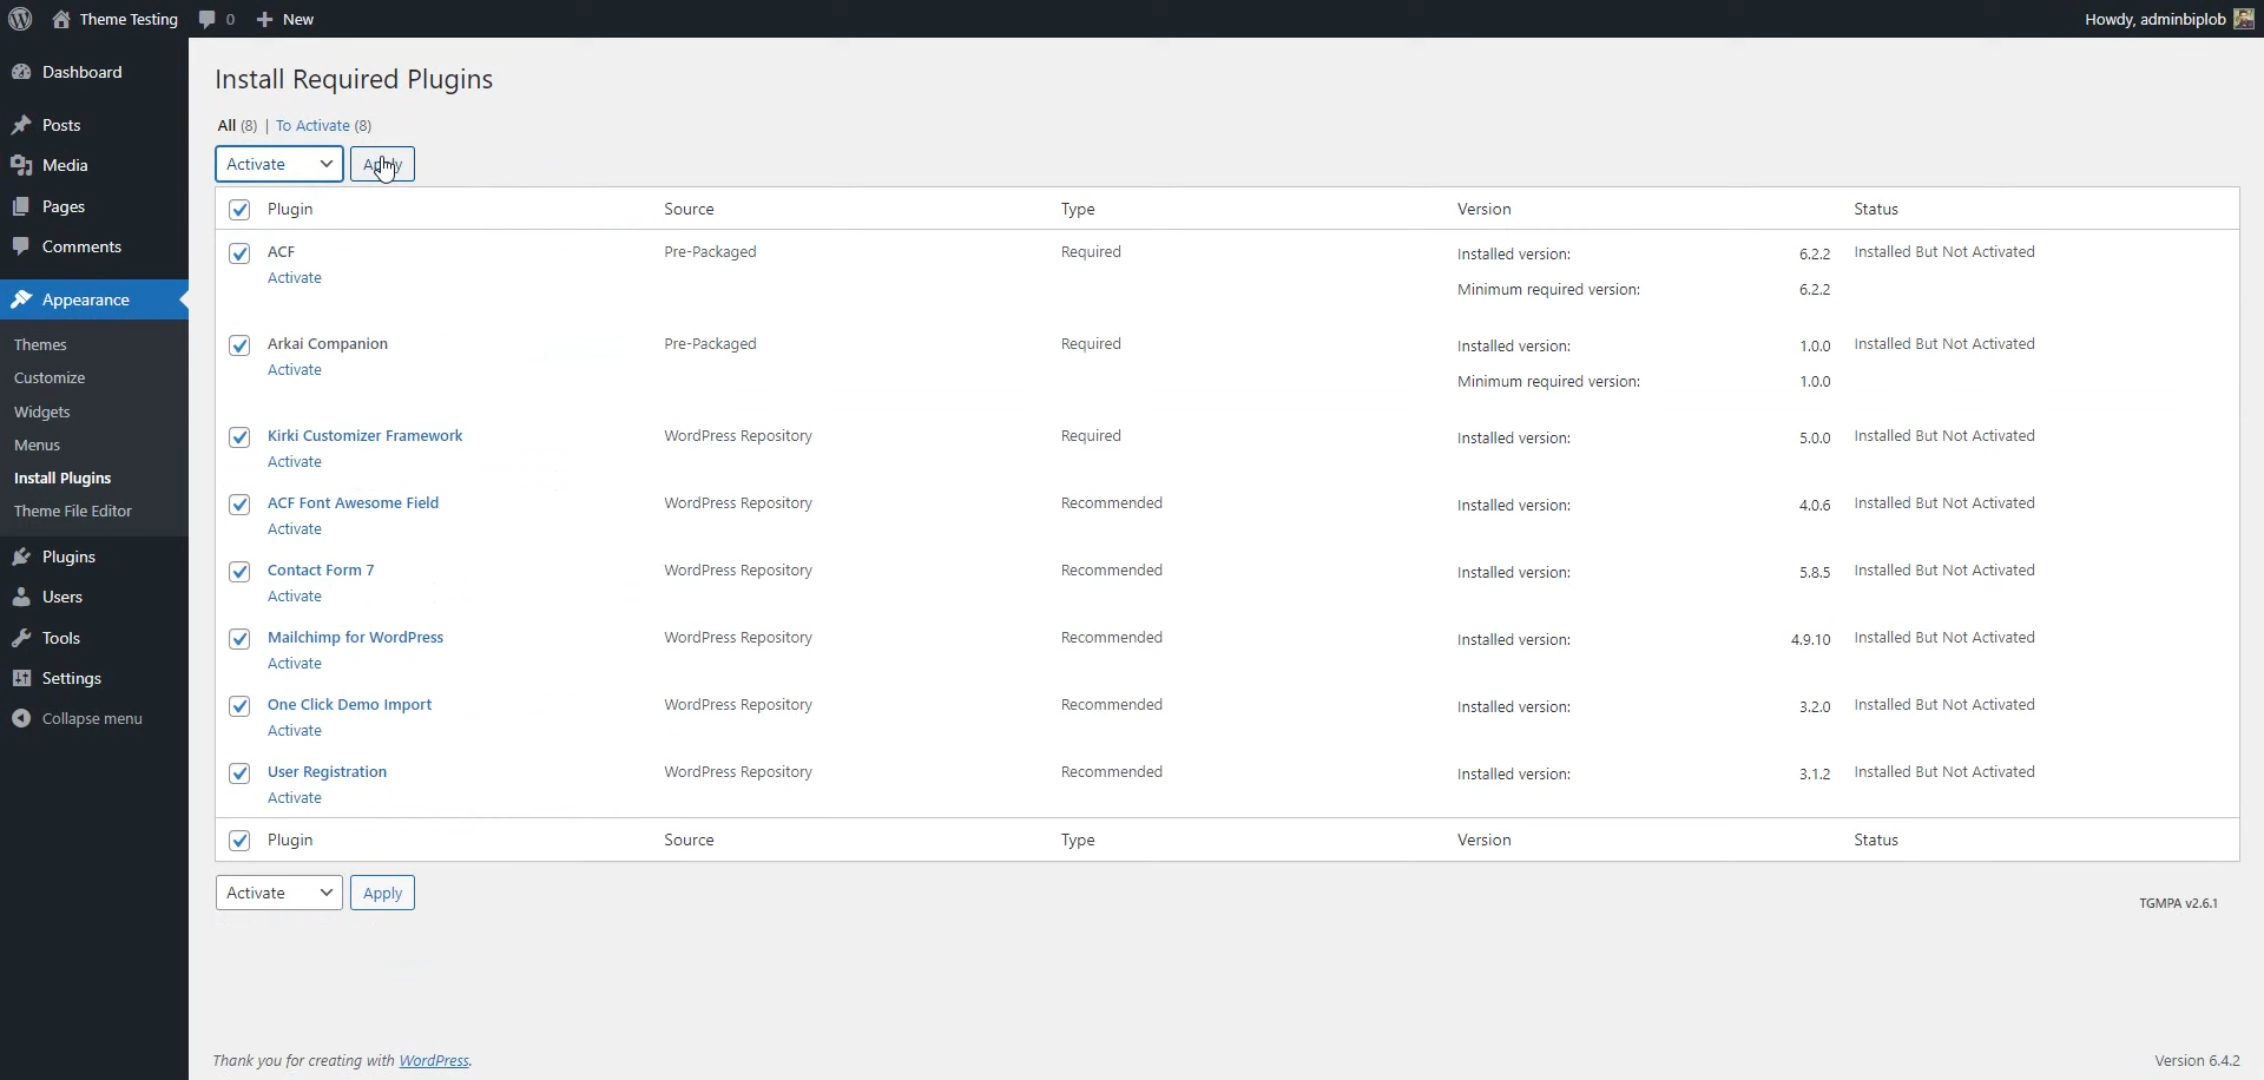 Theme Testing 0 New Howdy, adminbiplob
Dashboard
Posts
Media
Pages
Comments
Appearance
Themes
Customize
Widgets
Menus
Install Plugins
Theme File Editor
Plugins
Users
Tools
Settings
Collapse menu
Install Required Plugins
All (8) | To Activate (8)
Activate Apply
Plugin Source Type Version Status
ACF Pre-Packaged Required Installed version: 6.2.2 Installed But Not Activated
Activate Minimum required version: 6.2.2
Arkai Companion Pre-Packaged Required Installed version: 1.0.0 Installed But Not Activated
Activate Minimum required version: 1.0.0
Kirki Customizer Framework WordPress Repository Required Installed version: 5.0.0 Installed But Not Activated
Activate
ACF Font Awesome Field WordPress Repository Recommended Installed version: 4.0.6 Installed But Not Activated
Activate
Contact Form 7 WordPress Repository Recommended Installed version: 5.8.5 Installed But Not Activated
Activate
Mailchimp for WordPress WordPress Repository Recommended Installed version: 4.9.10 Installed But Not Activated
Activate
One Click Demo Import WordPress Repository Recommended Installed version: 3.2.0 Installed But Not Activated
Activate
User Registration WordPress Repository Recommended Installed version: 3.1.2 Installed But Not Activated
Activate
Plugin Source Type Version Status
Activate Apply
TGMPA v2.6.1
Thank you for creating with WordPress. Version 6.4.2